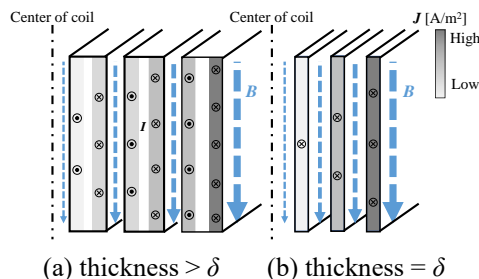 Center of coil
Center of coil
J [A/m²]
High
Low
B
B
I
(a) thickness > δ
(b) thickness = δ